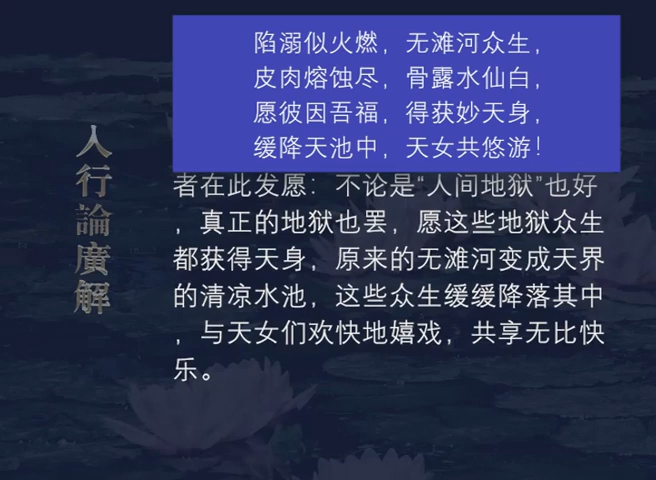 陷溺似火燃，无滩河众生，
皮肉熔蚀尽，骨露水仙白，
愿彼因吾福，得获妙天身，
缓降天池中，天女共悠游！
人行論廣解
者在此发愿：不论是“人间地狱”也好
，真正的地狱也罢，愿这些地狱众生
都获得天身，原来的无滩河变成天界
的清凉水池，这些众生缓缓降落其中
，与天女们欢快地嬉戏，共享无比快
乐。